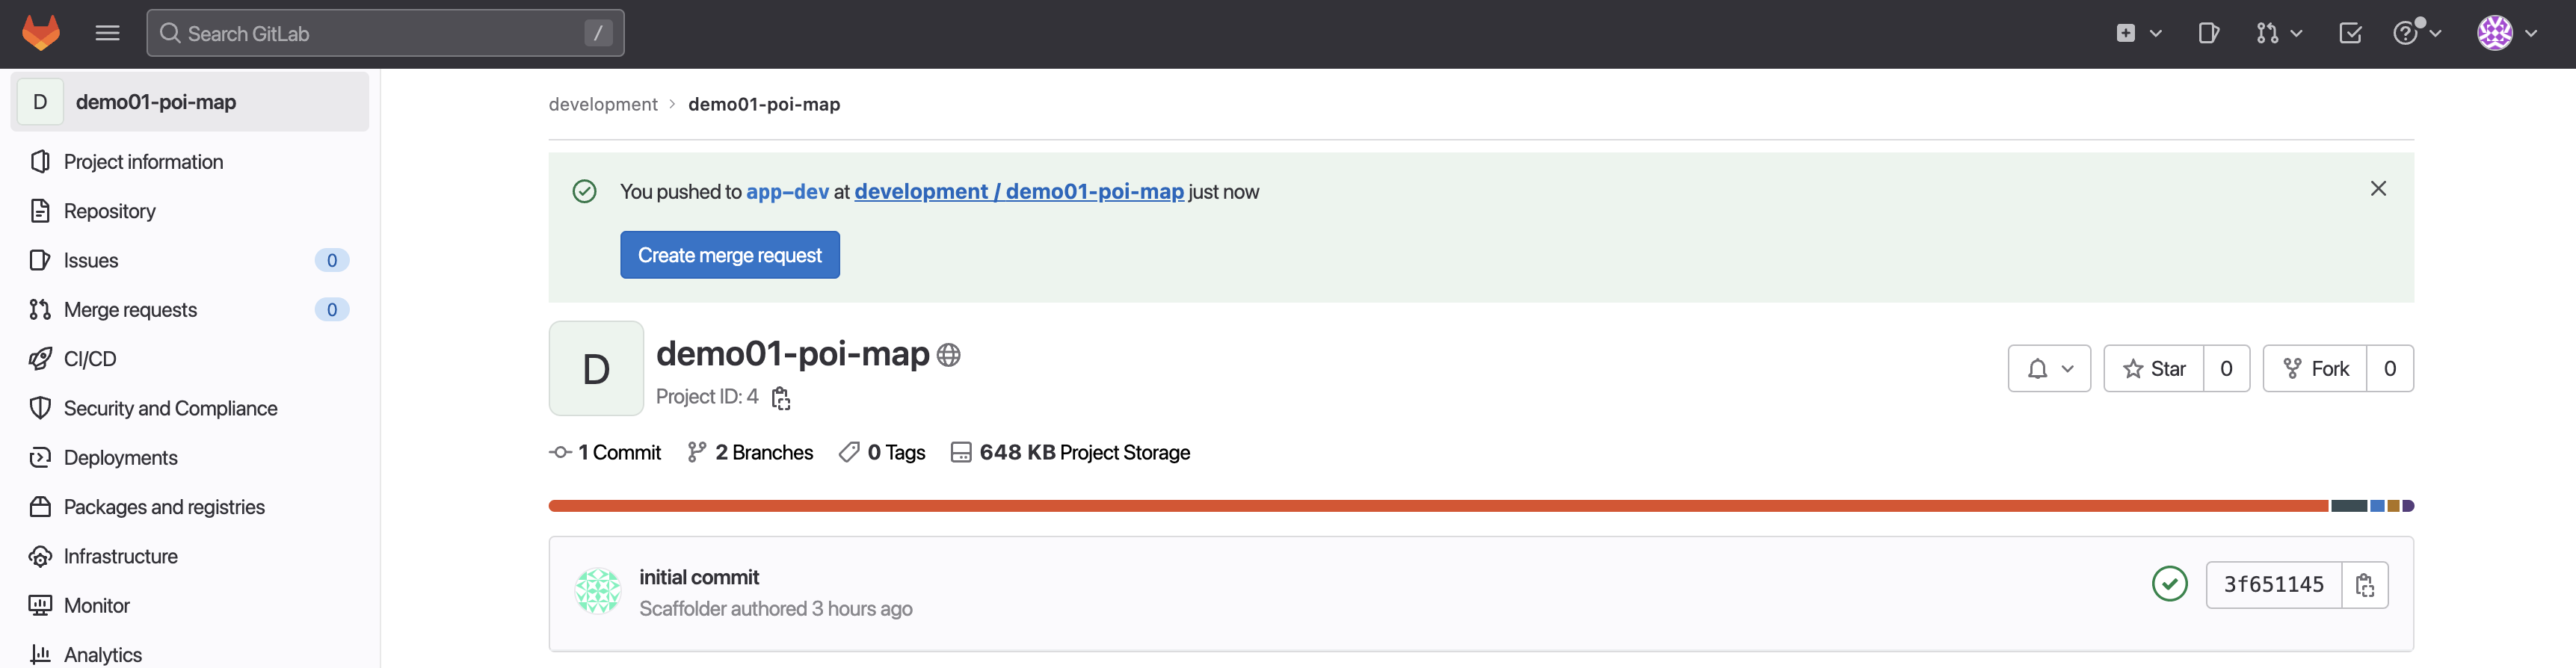 Search GitLab /
D demo01-poi-map
Project information
Repository
Issues 0
Merge requests 0
CI/CD
Security and Compliance
Deployments
Packages and registries
Infrastructure
Monitor
Analytics
development > demo01-poi-map
You pushed to app-dev at development / demo01-poi-map just now
Create merge request
D
demo01-poi-map
Project ID: 4
Star 0
Fork 0
1 Commit 2 Branches 0 Tags 648 KB Project Storage
initial commit
Scaffolder authored 3 hours ago
3f651145